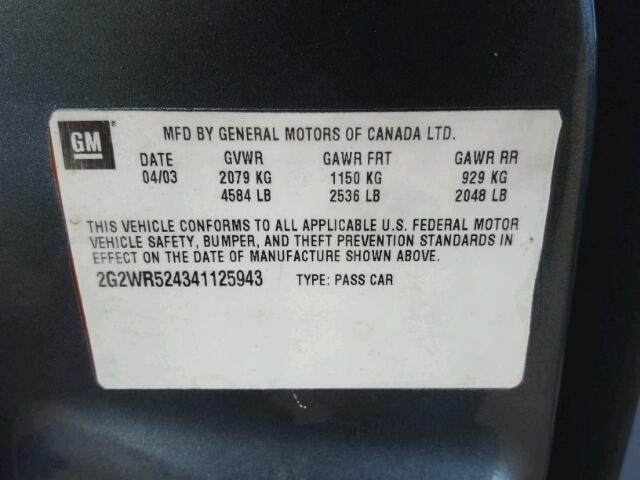 GM ® MFD BY GENERAL MOTORS OF CANADA LTD.
DATE GVWR GAWR FRT GAWR RR
04/03 2079 KG 1150 KG 929 KG
4584 LB 2536 LB 2048 LB
THIS VEHICLE CONFORMS TO ALL APPLICABLE U.S. FEDERAL MOTOR
VEHICLE SAFETY, BUMPER, AND THEFT PREVENTION STANDARDS IN
EFFECT ON THE DATE OF MANUFACTURE SHOWN ABOVE.
2G2WR524341125943 TYPE: PASS CAR